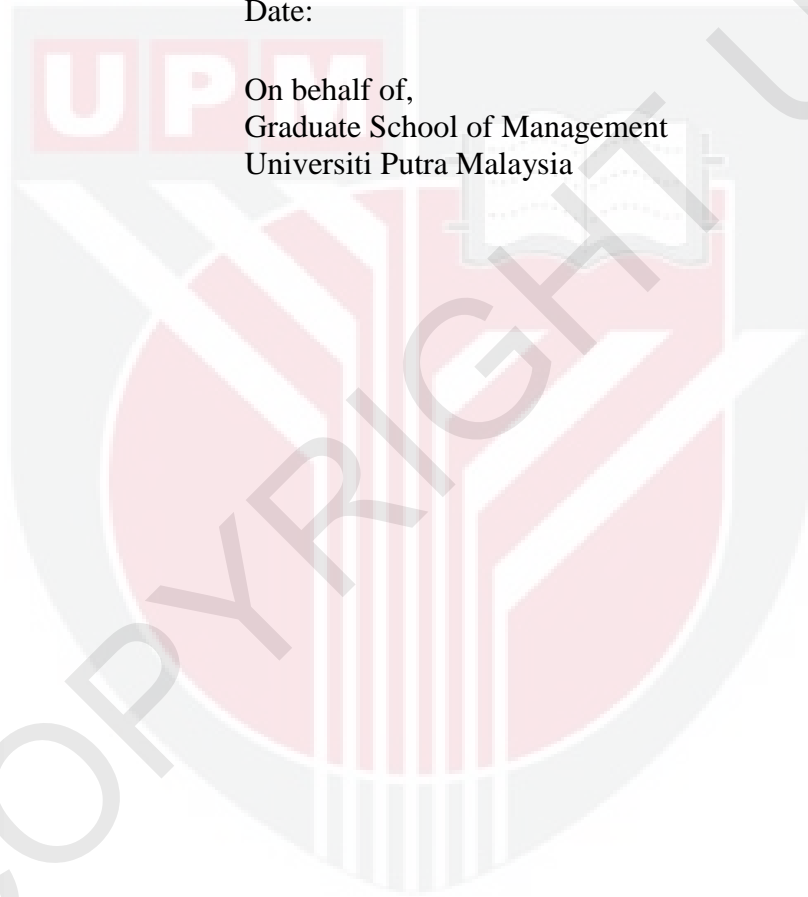 Date:
On behalf of,
Graduate School of Management
Universiti Putra Malaysia
UPM
COPYRIGHT U